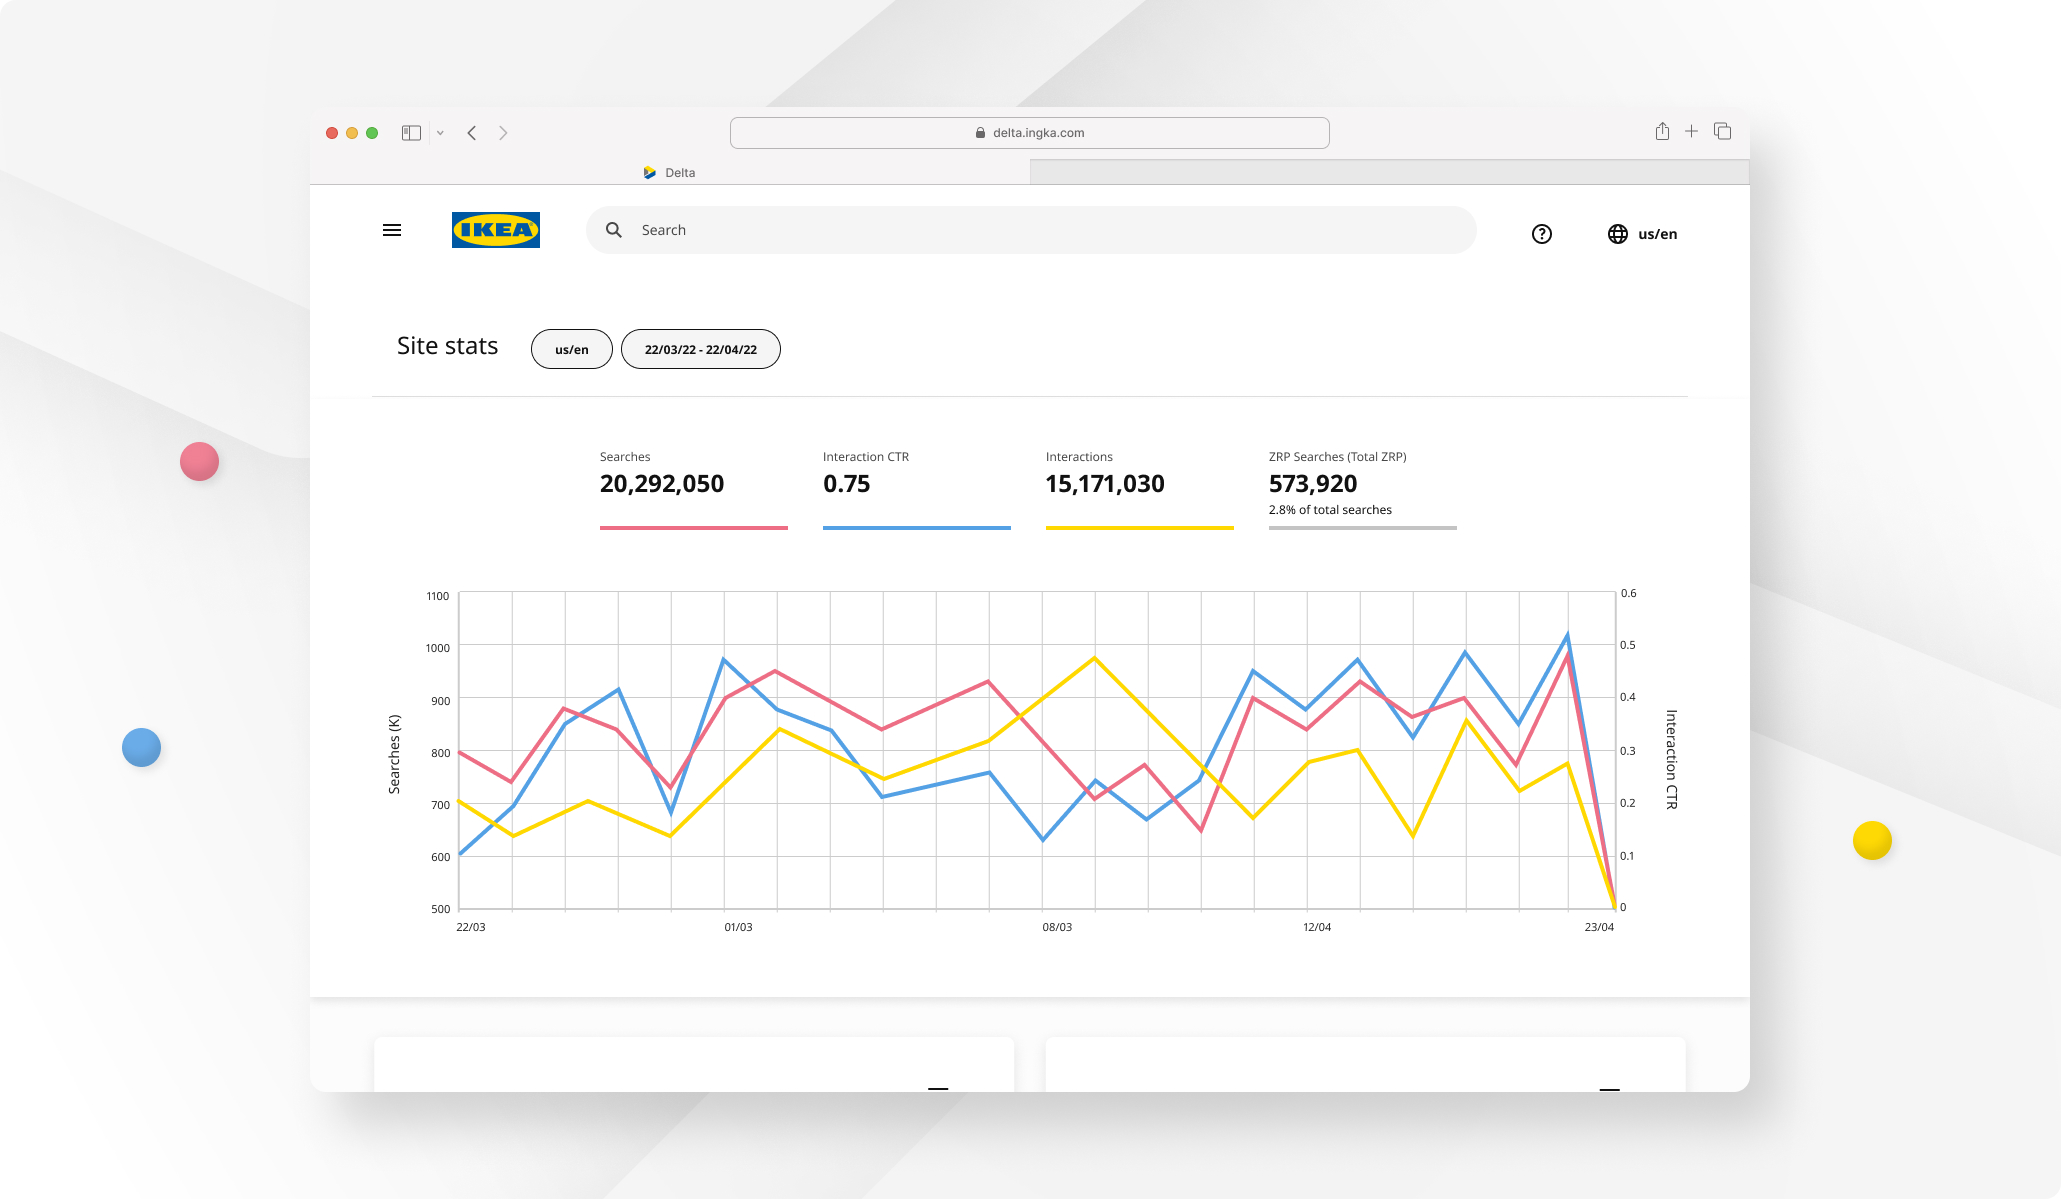 delta.ingka.com
Delta
IKEA
Search
?
us/en
Site stats
us/en
22/03/22 - 22/04/22
Searches
20,292,050
Interaction CTR
0.75
Interactions
15,171,030
ZRP Searches (Total ZRP)
573,920
2.8% of total searches
Searches (K)
1100
1000
900
800
700
600
500
0.6
0.5
0.4
0.3
0.2
0.1
0
Interaction CTR
22/03
01/03
08/03
12/04
23/04